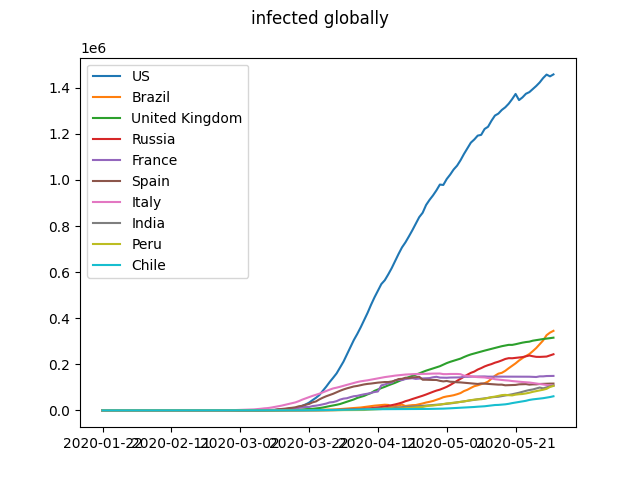 infected globally
1e6
US
Brazil
United Kingdom
Russia
France
Spain
Italy
India
Peru
Chile
1.4
1.2
1.0
0.8
0.6
0.4
0.2
0.0
2020-01-22 2020-02-11 2020-03-02 2020-03-22 2020-04-11 2020-05-01 2020-05-21